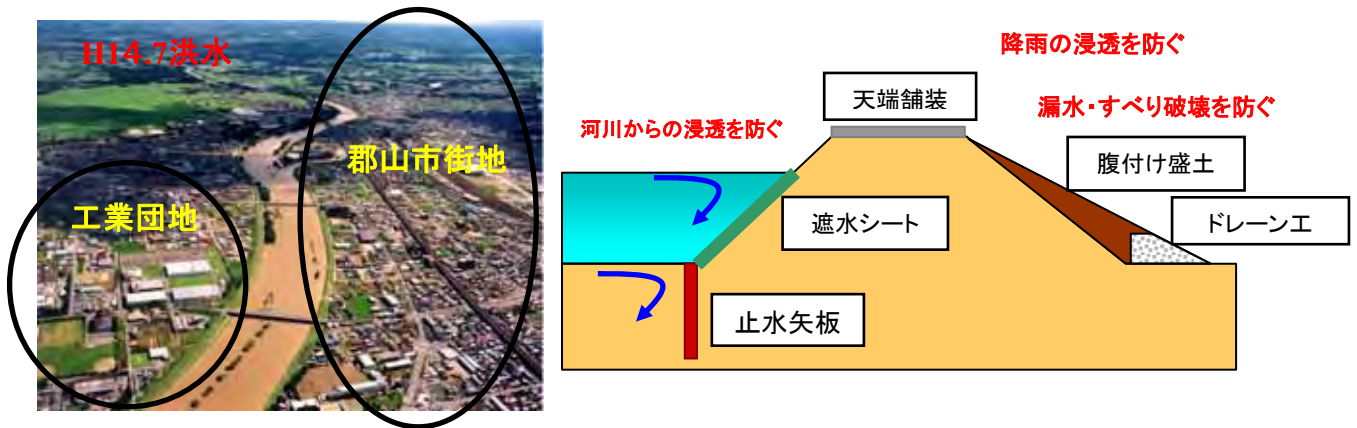 H14.7洪水
郡山市街地
工業団地
降雨の浸透を防ぐ
天端舗装
漏水・すべり破壊を防ぐ
河川からの浸透を防ぐ
腹付け盛土
遮水シート
ドレーン工
止水矢板